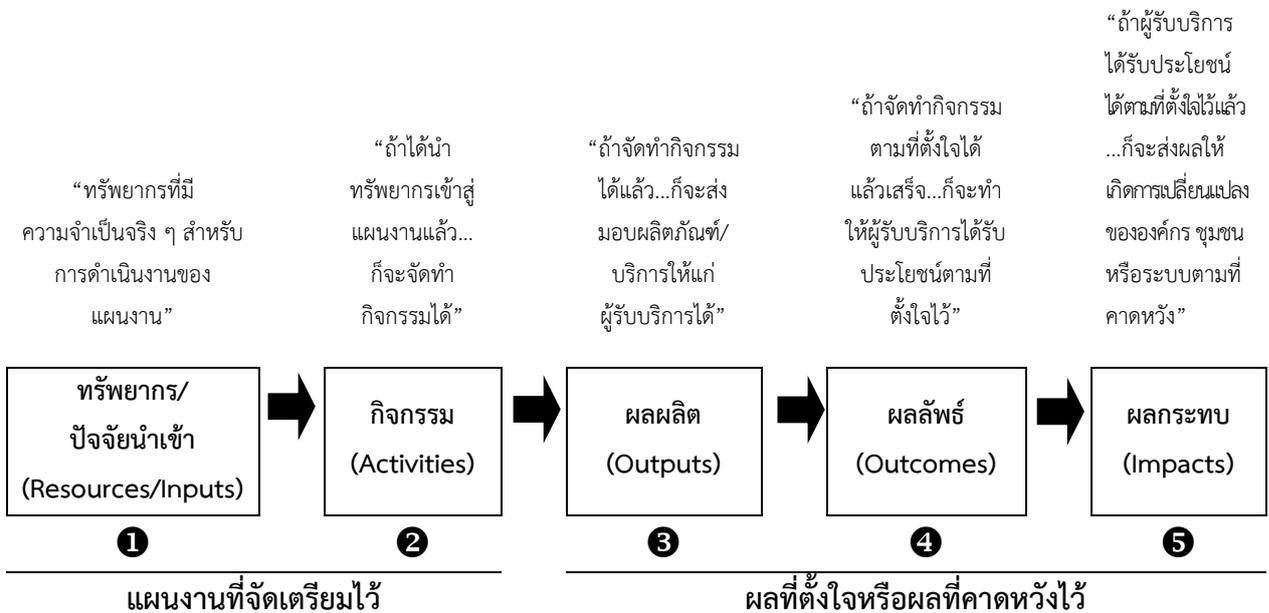 “ทรัพยากรที่มี
ความจำเป็นจริง ๆ สำหรับ
การดำเนินงานของ
แผนงาน”
“ถ้าได้นำ
ทรัพยากรเข้าสู่
แผนงานแล้ว...
ก็จะจัดทำ
กิจกรรมได้”
“ถ้าจัดทำกิจกรรม
ได้แล้ว...ก็จะส่ง
มอบผลิตภัณฑ์/
บริการให้แก่
ผู้รับบริการได้”
“ถ้าจัดทำกิจกรรม
ตามที่ตั้งใจได้
แล้วเสร็จ...ก็จะทำ
ให้ผู้รับบริการได้รับ
ประโยชน์ตามที่
ตั้งใจไว้”
“ถ้าผู้รับบริการ
ได้รับประโยชน์
ได้ตามที่ตั้งใจไว้แล้ว
...ก็จะส่งผลให้
เกิดการเปลี่ยนแปลง
ขององค์กร ชุมชน
หรือระบบตามที่
คาดหวัง”
ทรัพยากร/
ปัจจัยนำเข้า
(Resources/Inputs)
กิจกรรม
(Activities)
ผลผลิต
(Outputs)
ผลลัพธ์
(Outcomes)
ผลกระทบ
(Impacts)
❶
❷
❸
❹
❺
แผนงานที่จัดเตรียมไว้
ผลที่ตั้งใจหรือผลที่คาดหวังไว้